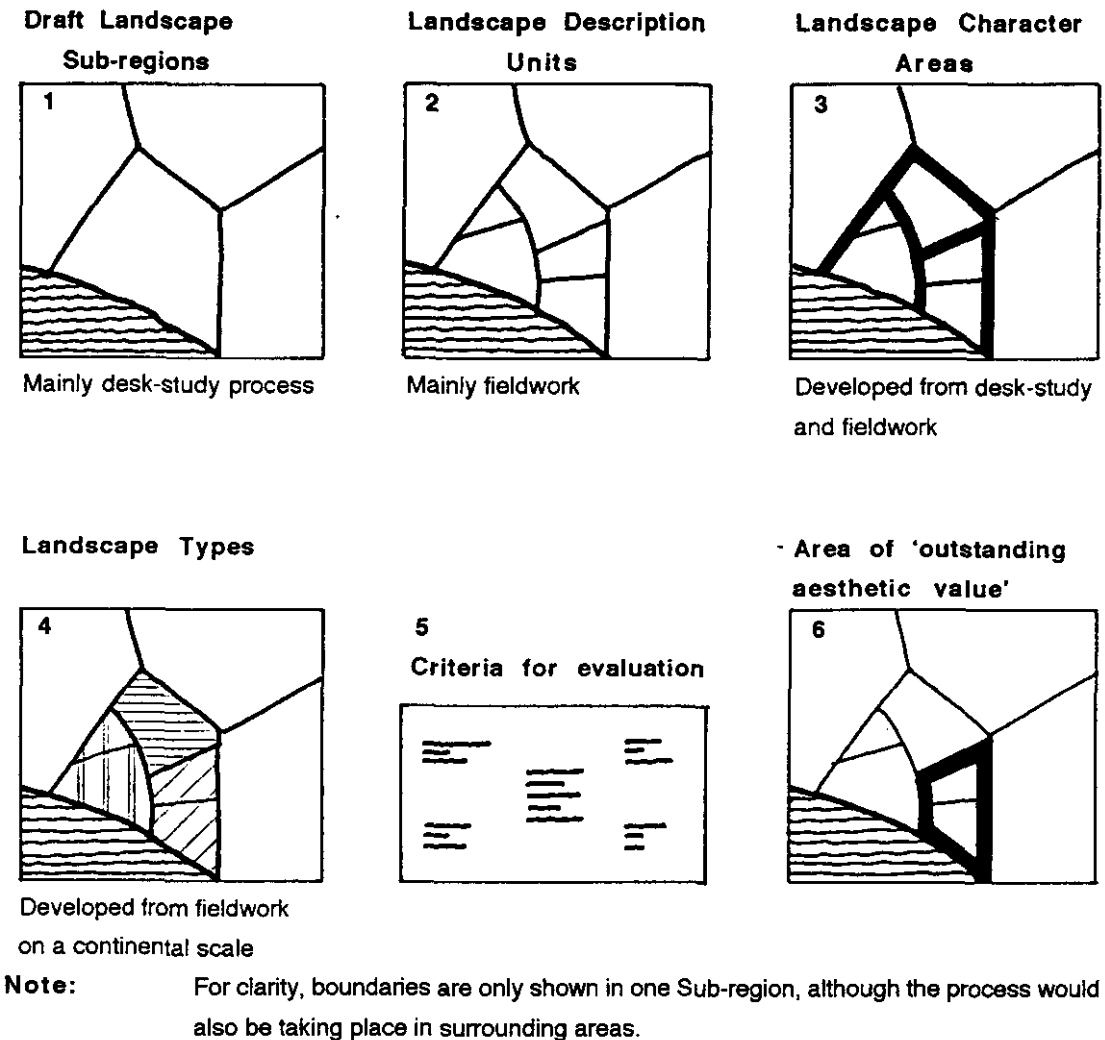 Draft Landscape
Sub-regions
1
Mainly desk-study process
Landscape Description
Units
2
Mainly fieldwork
Landscape Character
Areas
3
Developed from desk-study
and fieldwork
Landscape Types
4
Developed from fieldwork
on a continental scale
5
Criteria for evaluation
- Area of 'outstanding
aesthetic value'
6
Note: For clarity, boundaries are only shown in one Sub-region, although the process would
also be taking place in surrounding areas.